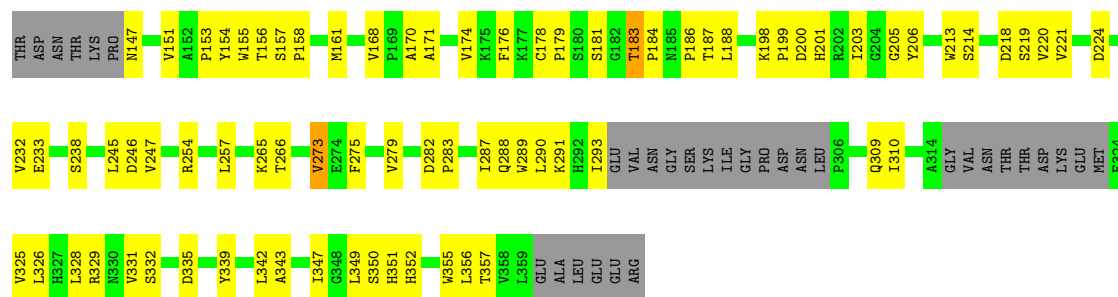 THR ASP ASN THR LYS PRO N147 V151 A152 P153 Y154 W155 T156 S157 P158 M161 V168 P169 A170 A171 V174 K175 F176 K177 C178 P179 S180 S181 G182 T183 P184 N185 P186 T187 L188 K198 P199 D200 H201 R202 I203 G204 G205 Y206 W213 S214 D218 S219 V220 V221 D224
V232 E233 S238 L245 D246 V247 R254 L257 K265 T266 V273 E274 F275 V279 D282 P283 I287 Q288 W289 L290 K291 H292 I293 GLU VAL ASN GLY SER LYS ILE GLY PRO ASP ASN LEU P306 Q309 I310 A314 GLY VAL ASN THR THR ASP LYS GLU MET E324
V325 L326 H327 L328 R329 N330 V331 S332 D335 Y339 L342 A343 I347 G348 L349 S350 H351 H352 W355 L356 T357 V358 L359 GLU ALA LEU GLU GLU ARG